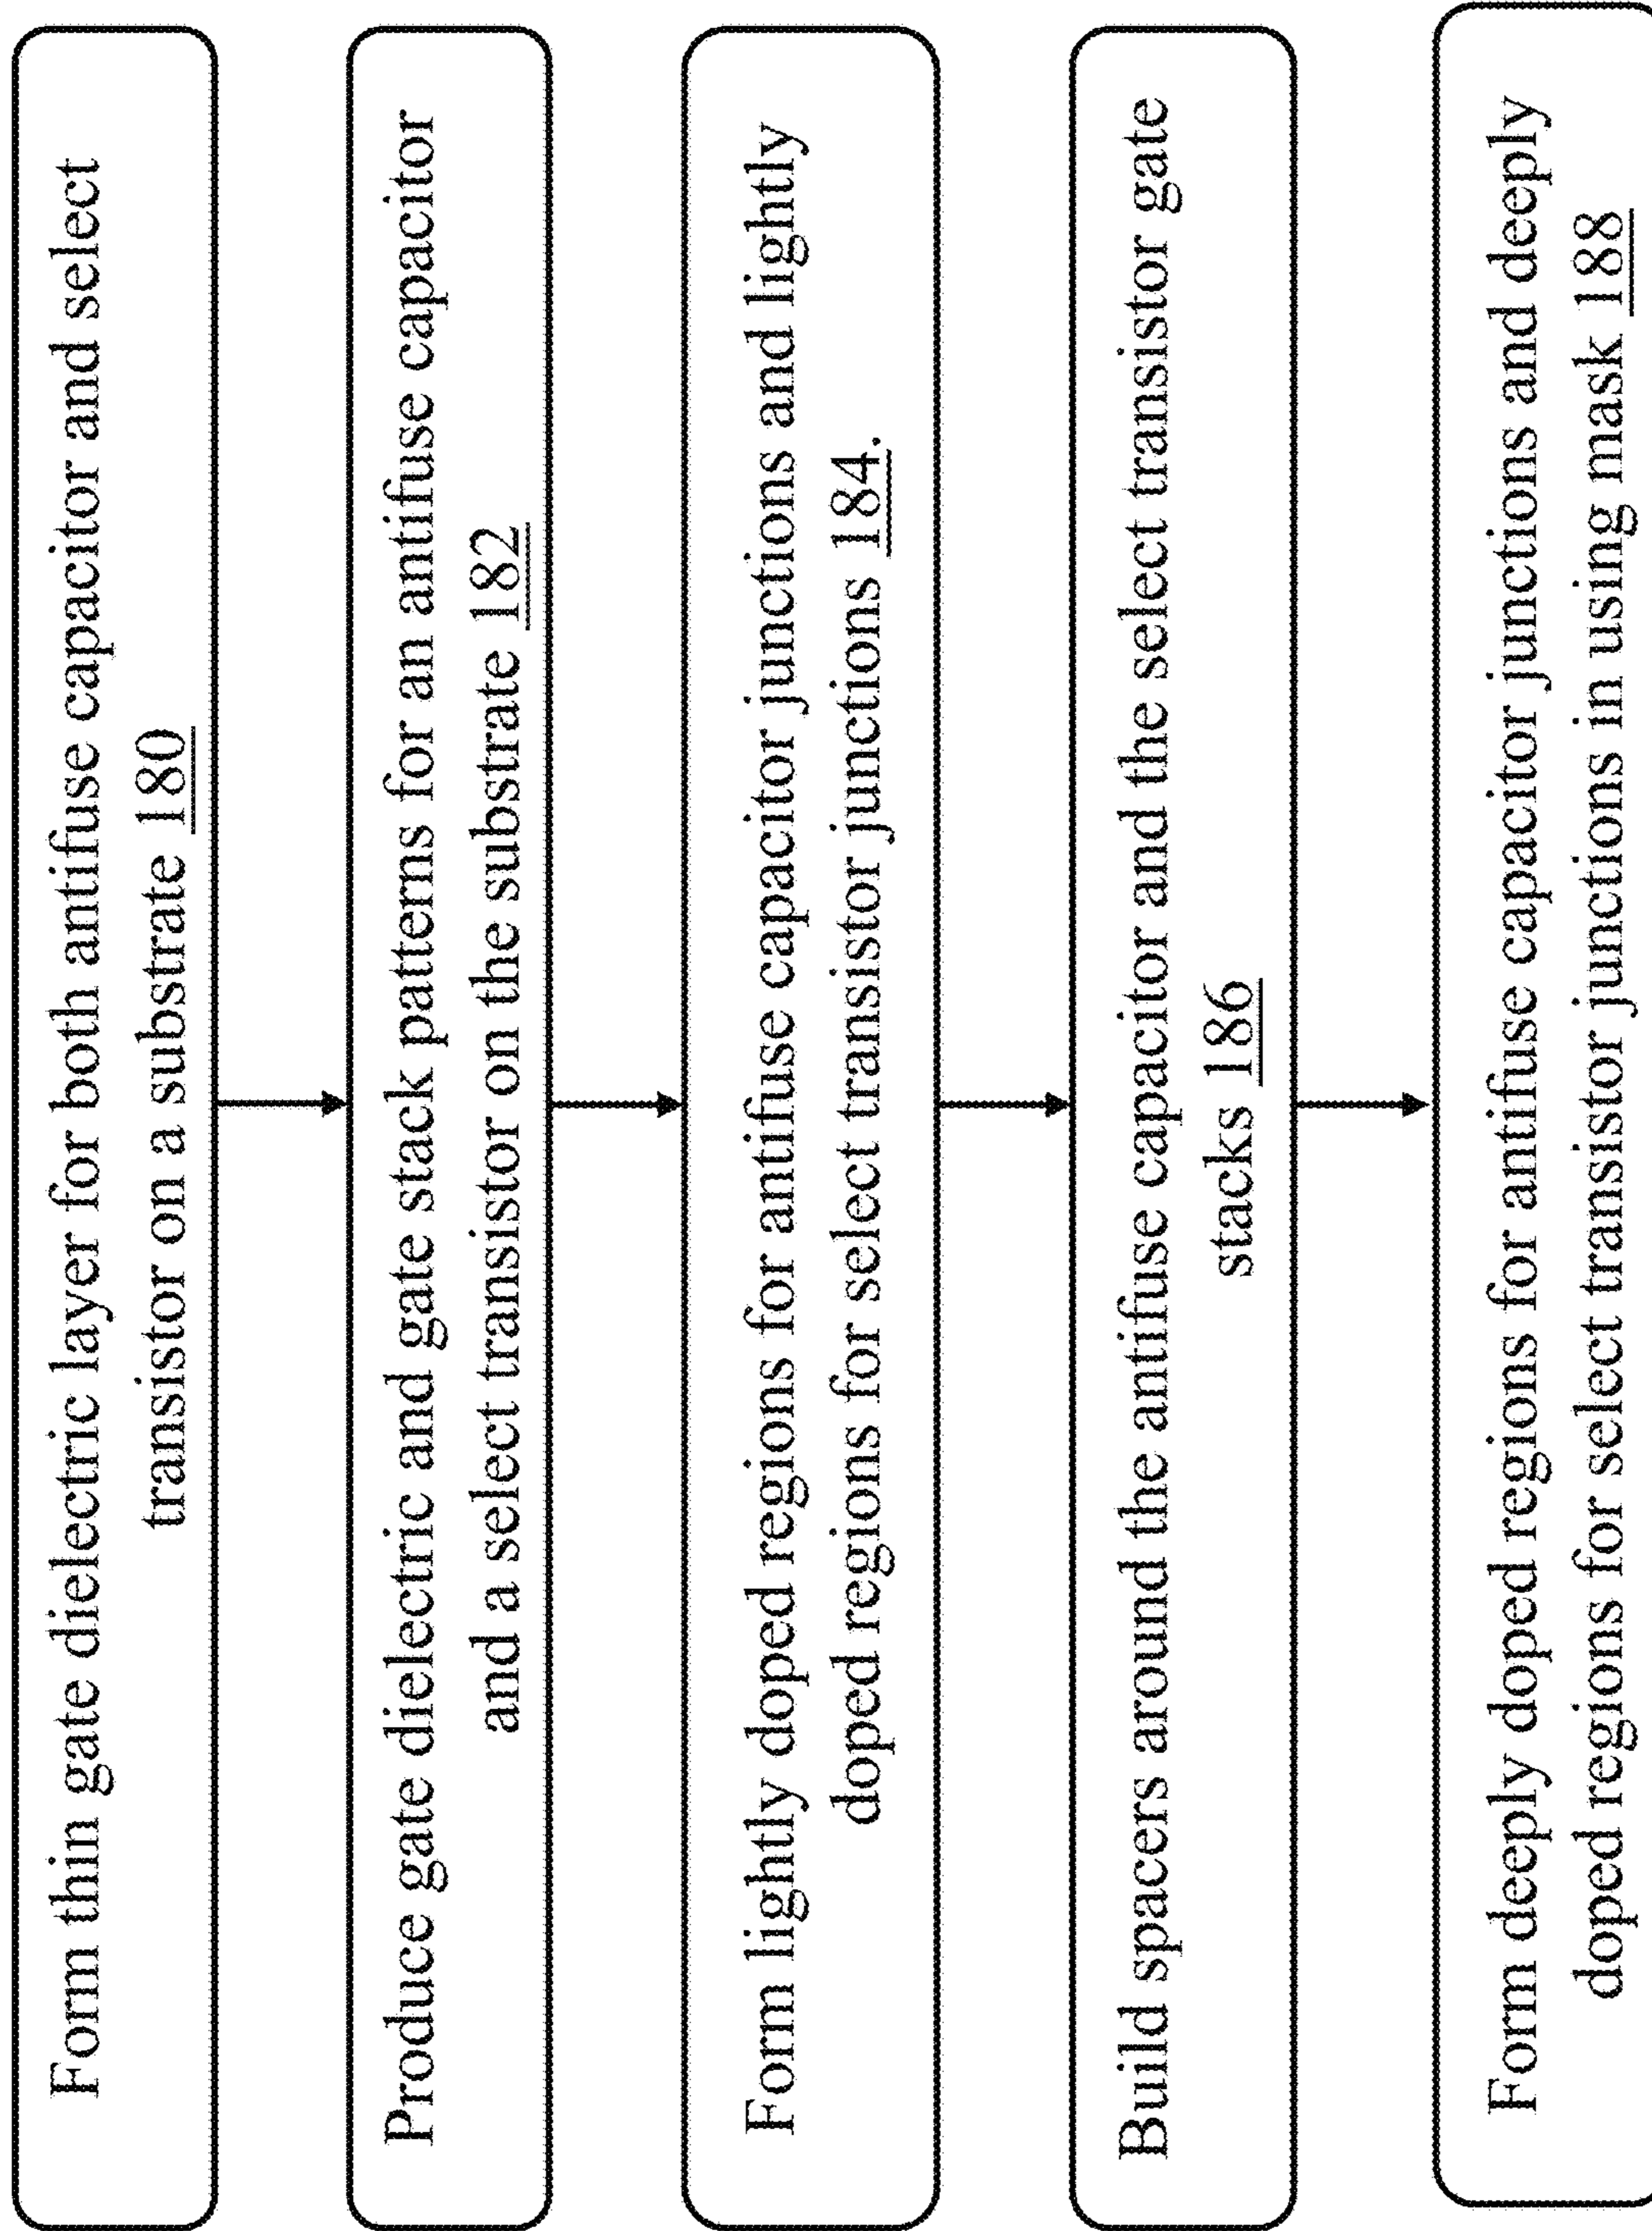 Form thin gate dielectric layer for both antifuse capacitor and select
transistor on a substrate 180
Produce gate dielectric and gate stack patterns for an antifuse capacitor
and a select transistor on the substrate 182
Form lightly doped regions for antifuse capacitor junctions and lightly
doped regions for select transistor junctions 184.
Build spacers around the antifuse capacitor and the select transistor gate
stacks 186
Form deeply doped regions for antifuse capacitor junctions and deeply
doped regions for select transistor junctions in using mask 188